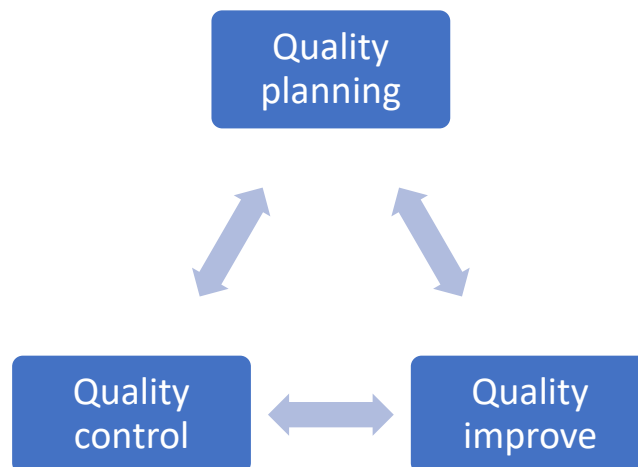 Quality
planning
Quality
control
Quality
improve